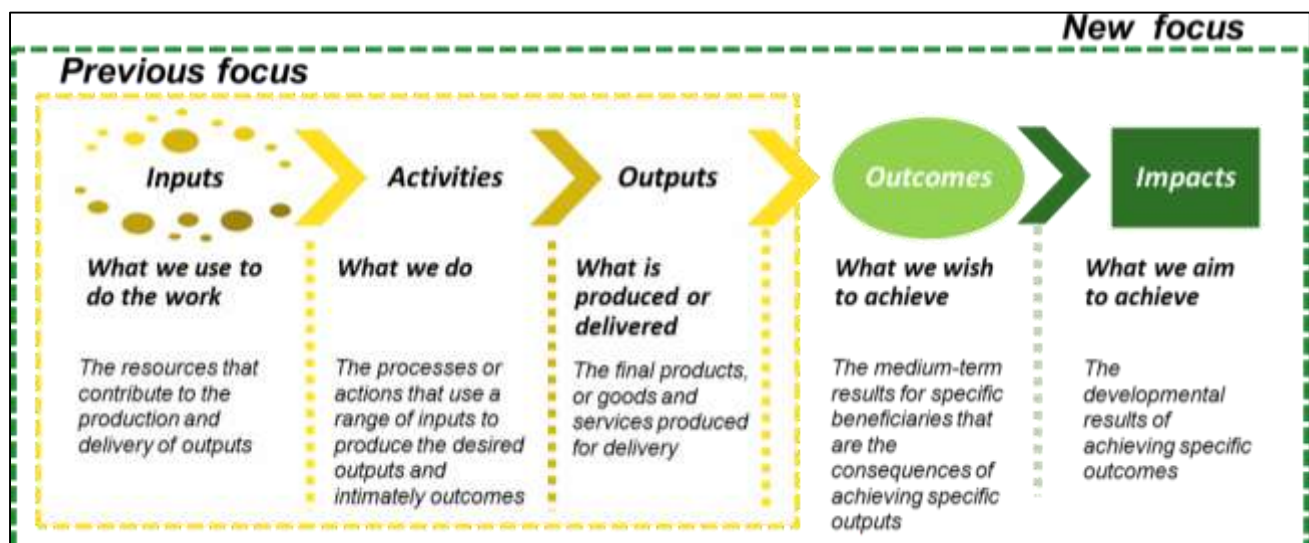 New focus
Previous focus
Inputs
Activities
Outputs
Outcomes
Impacts
What we use to
do the work
What we do
What is
produced or
delivered
What we wish
to achieve
What we aim
to achieve
The resources that
contribute to the
production and
delivery of outputs
The processes or
actions that use a
range of inputs to
produce the desired
outputs and
intimately outcomes
The final products,
or goods and
services produced
for delivery
The medium-term
results for specific
beneficiaries that
are the
consequences of
achieving specific
outputs
The
developmental
results of
achieving specific
outcomes